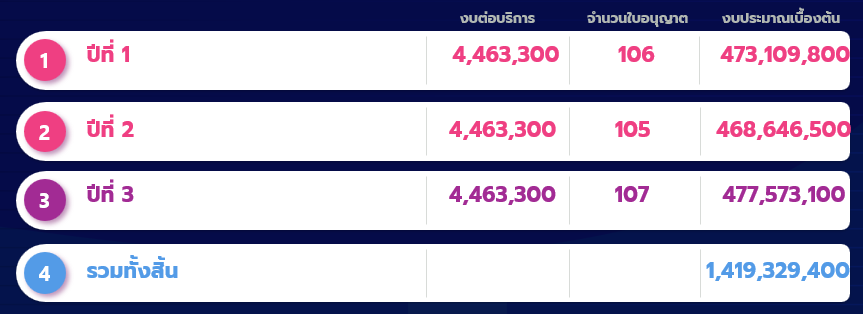 งบต่อบริการ จำนวนใบอนุญาต งบประมาณเบื้องต้น
1 ปีที่ 1 4,463,300 106 473,109,800
2 ปีที่ 2 4,463,300 105 468,646,500
3 ปีที่ 3 4,463,300 107 477,573,100
4 รวมทั้งสิ้น 1,419,329,400